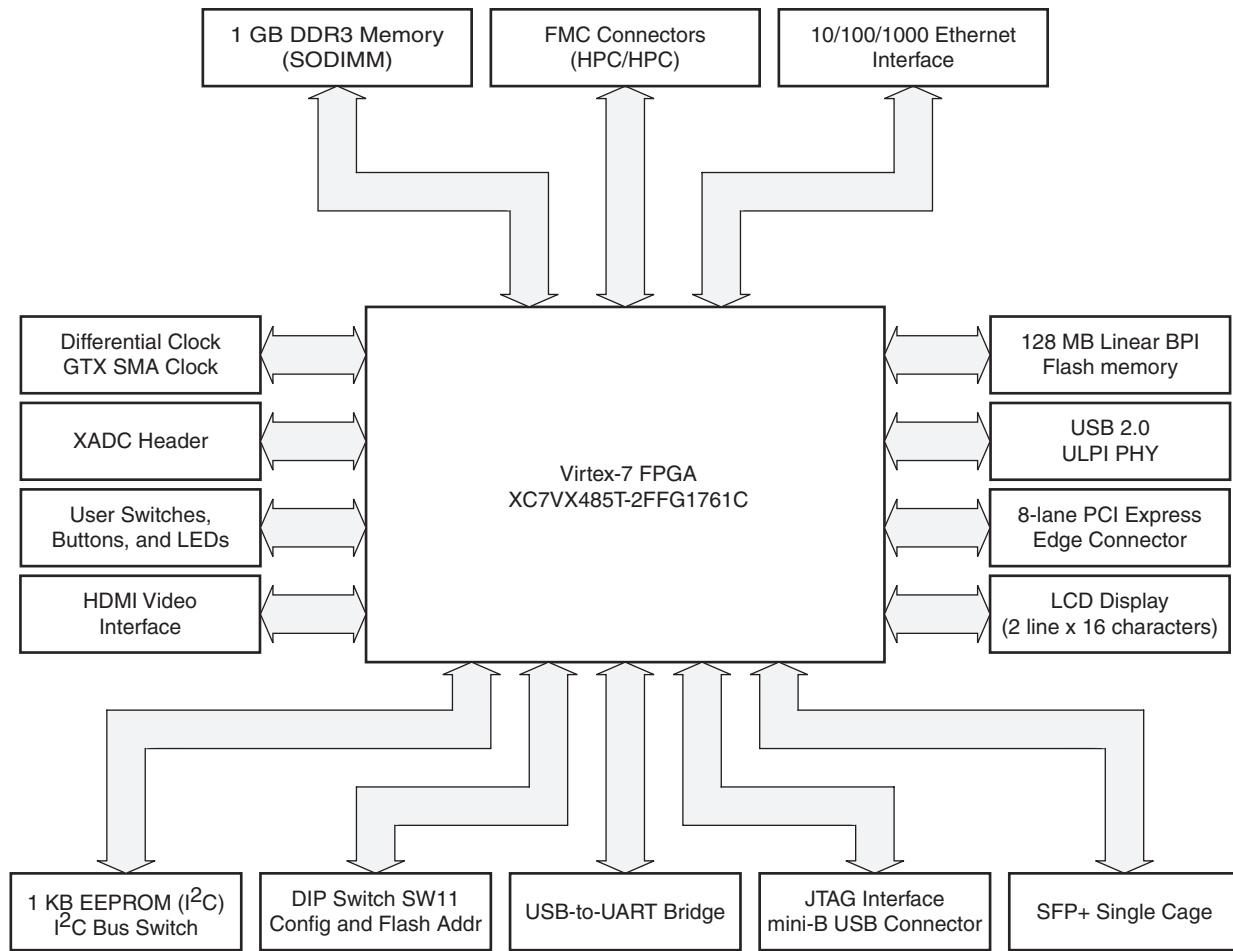 1 GB DDR3 Memory
(SODIMM)
FMC Connectors
(HPC/HPC)
10/100/1000 Ethernet
Interface
Differential Clock
GTX SMA Clock
XADC Header
User Switches,
Buttons, and LEDs
HDMI Video
Interface
Virtex-7 FPGA
XC7VX485T-2FFG1761C
128 MB Linear BPI
Flash memory
USB 2.0
ULPI PHY
8-lane PCI Express
Edge Connector
LCD Display
(2 line x 16 characters)
1 KB EEPROM (I²C)
I²C Bus Switch
DIP Switch SW11
Config and Flash Addr
USB-to-UART Bridge
JTAG Interface
mini-B USB Connector
SFP+ Single Cage